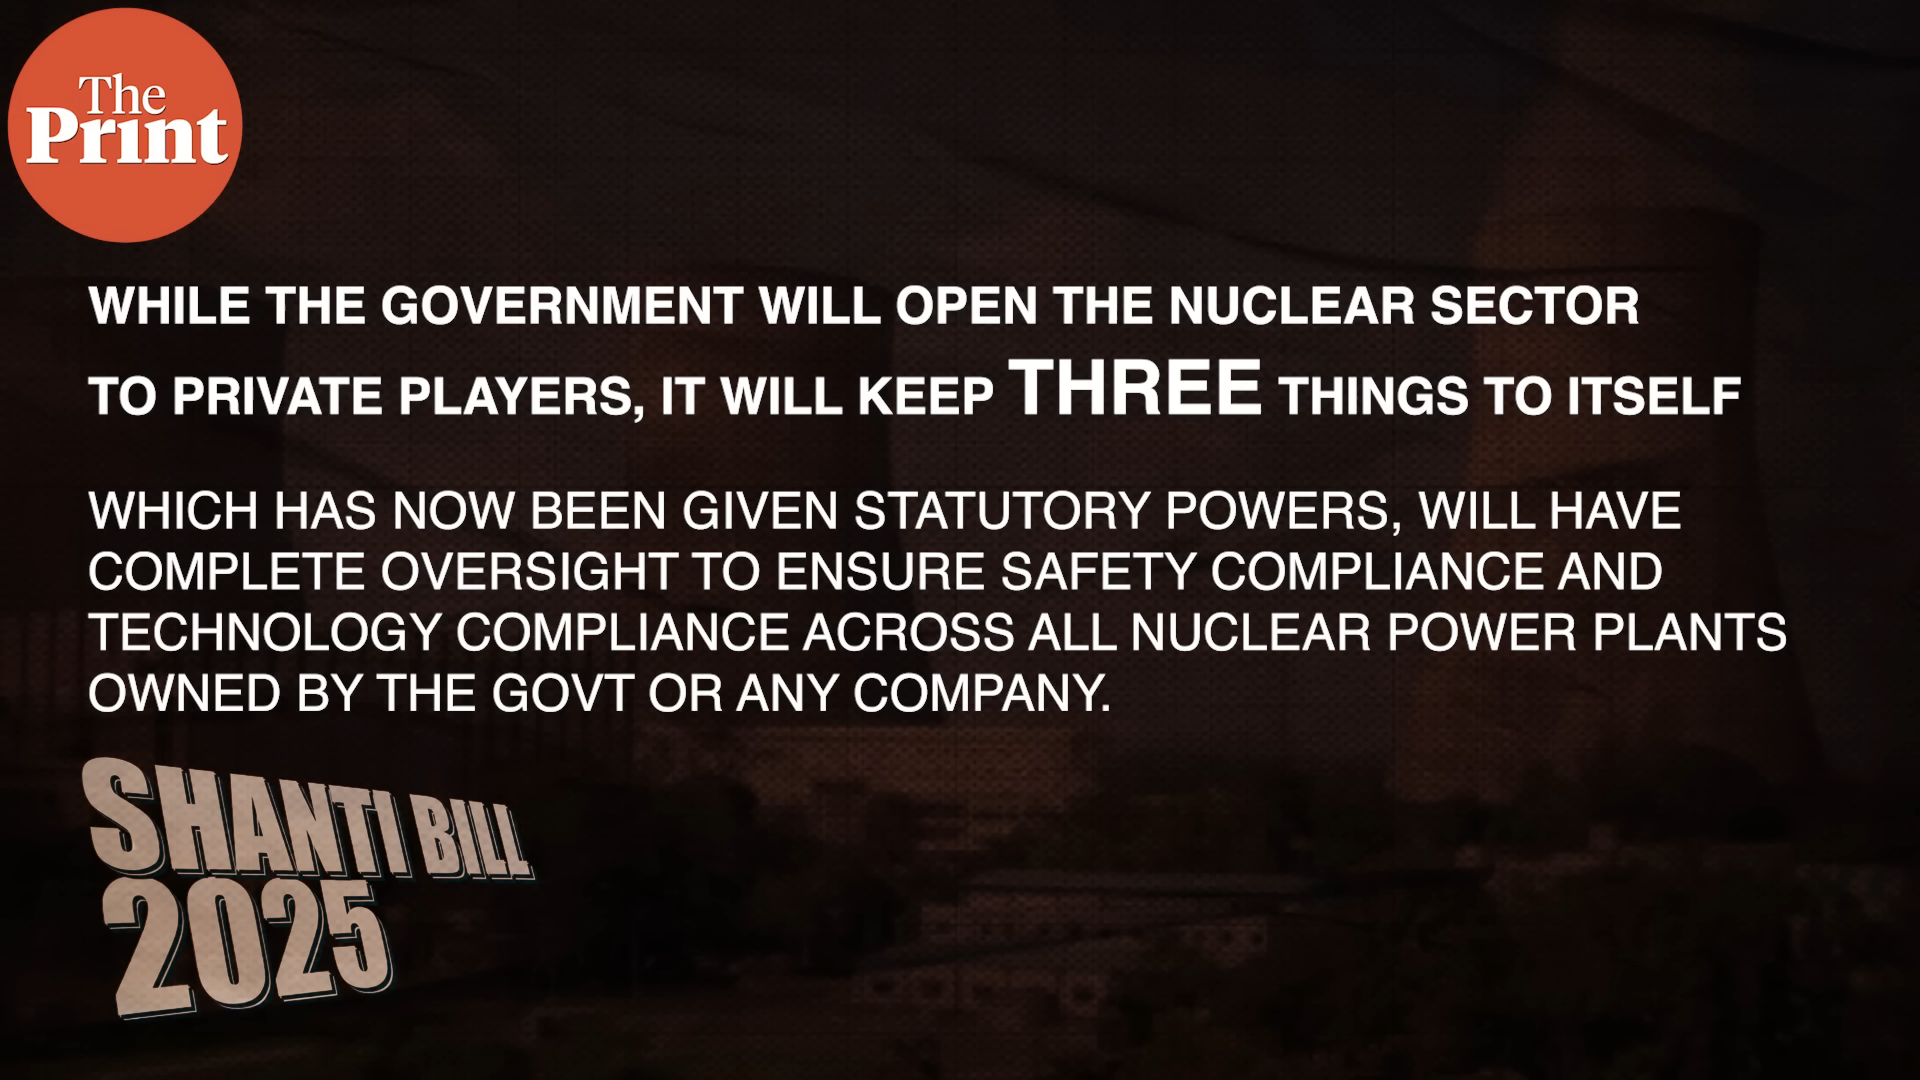 The
Print
WHILE THE GOVERNMENT WILL OPEN THE NUCLEAR SECTOR
TO PRIVATE PLAYERS, IT WILL KEEP THREE THINGS TO ITSELF
WHICH HAS NOW BEEN GIVEN STATUTORY POWERS, WILL HAVE
COMPLETE OVERSIGHT TO ENSURE SAFETY COMPLIANCE AND
TECHNOLOGY COMPLIANCE ACROSS ALL NUCLEAR POWER PLANTS
OWNED BY THE GOVT OR ANY COMPANY.
SHANTI BILL
2025